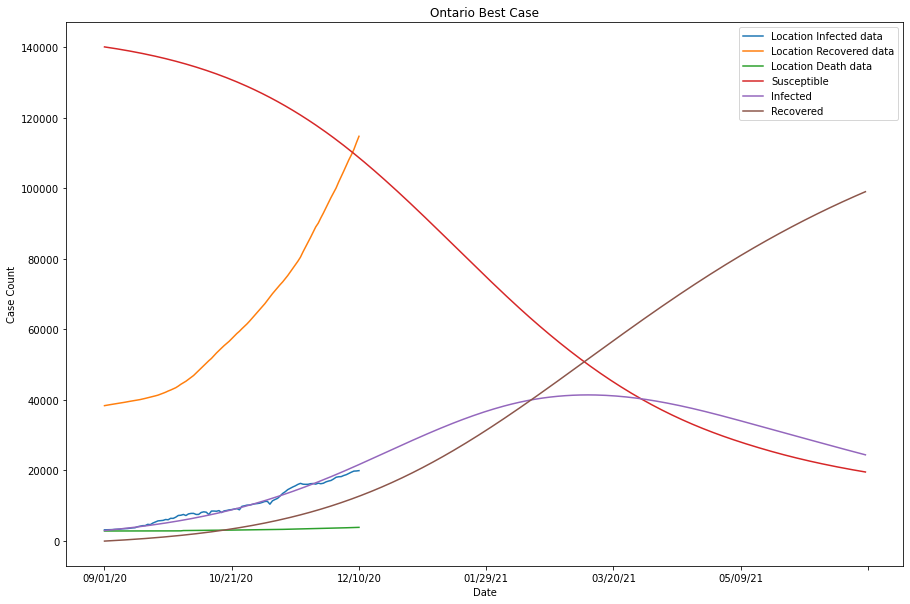 Ontario Best Case
Location Infected data
Location Recovered data
Location Death data
Susceptible
Infected
Recovered
Case Count
140000
120000
100000
80000
60000
40000
20000
0
09/01/20
10/21/20
12/10/20
01/29/21
03/20/21
05/09/21
Date